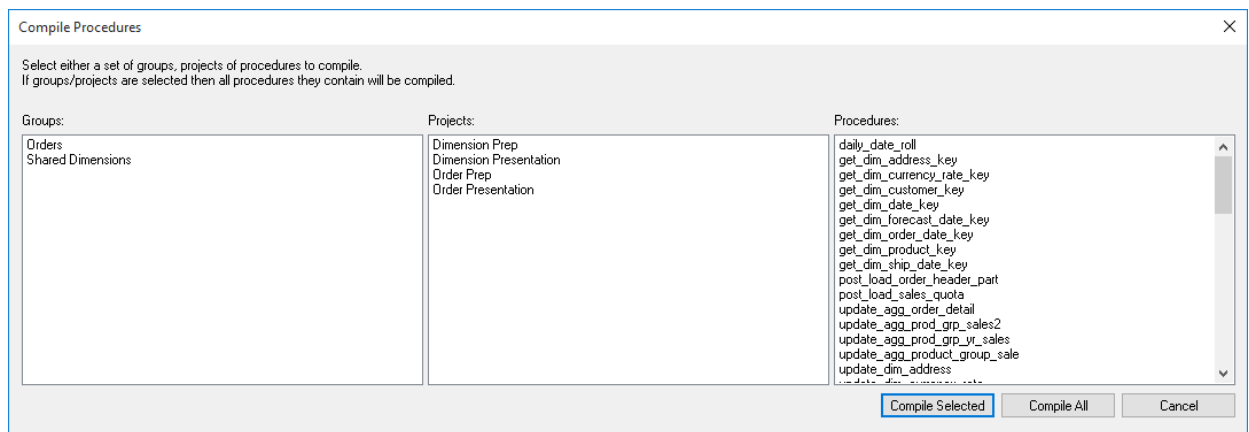 Compile Procedures
Select either a set of groups, projects of procedures to compile.
If groups/projects are selected then all procedures they contain will be compiled.
Groups:
Orders
Shared Dimensions
Projects:
Dimension Prep
Dimension Presentation
Order Prep
Order Presentation
Procedures:
daily_date_roll
get_dim_address_key
get_dim_currency_rate_key
get_dim_customer_key
get_dim_date_key
get_dim_forecast_date_key
get_dim_order_date_key
get_dim_product_key
get_dim_ship_date_key
post_load_order_header_part
post_load_sales_quota
update_agg_order_detail
update_agg_prod_grp_sales2
update_agg_prod_grp_yr_sales
update_agg_product_group_sale
update_dim_address
Compile Selected
Compile All
Cancel